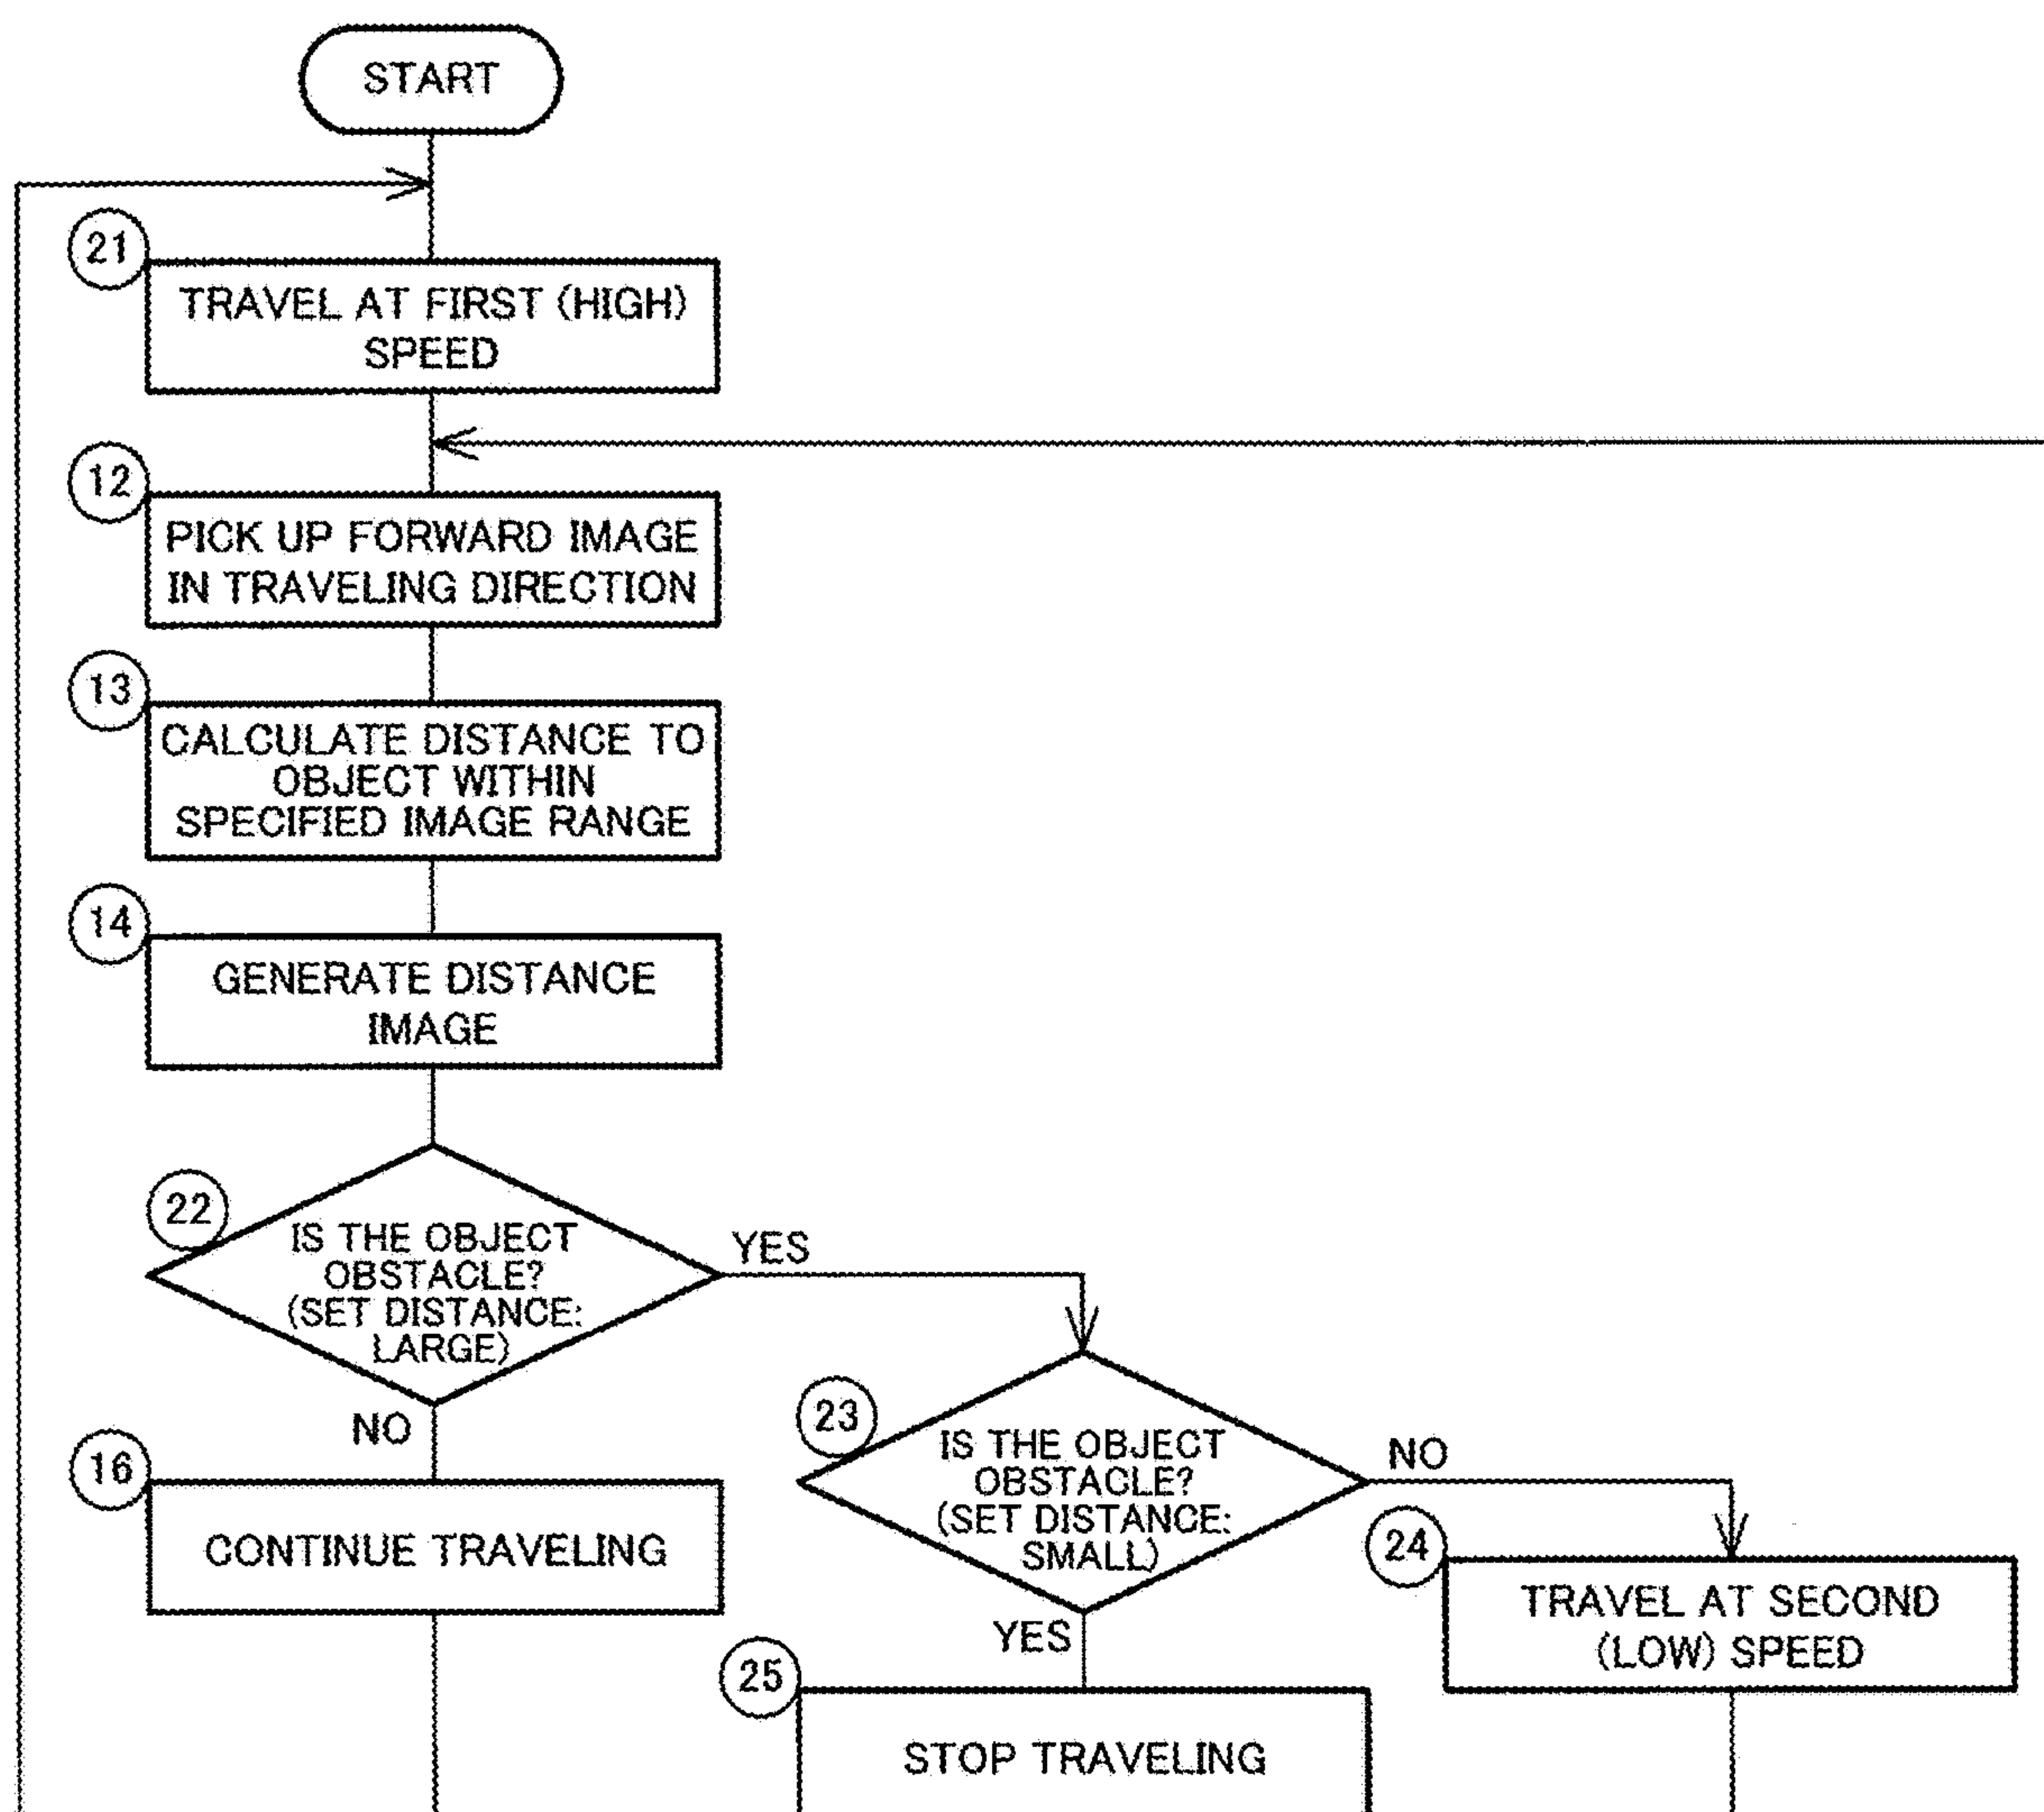 START
21
TRAVEL AT FIRST (HIGH)
SPEED
12
PICK UP FORWARD IMAGE
IN TRAVELING DIRECTION
13
CALCULATE DISTANCE TO
OBJECT WITHIN
SPECIFIED IMAGE RANGE
14
GENERATE DISTANCE
IMAGE
22
IS THE OBJECT
OBSTACLE?
(SET DISTANCE:
LARGE)
YES
NO
23
IS THE OBJECT
OBSTACLE?
(SET DISTANCE:
SMALL)
NO
YES
16
CONTINUE TRAVELING
24
TRAVEL AT SECOND
(LOW) SPEED
25
STOP TRAVELING